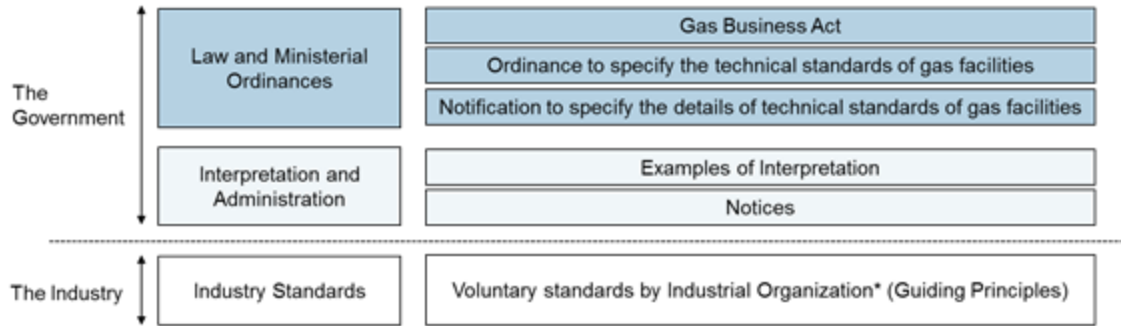 The
Government
Law and Ministerial
Ordinances
Gas Business Act
Ordinance to specify the technical standards of gas facilities
Notification to specify the details of technical standards of gas facilities
Interpretation and
Administration
Examples of Interpretation
Notices
The Industry
Industry Standards
Voluntary standards by Industrial Organization* (Guiding Principles)